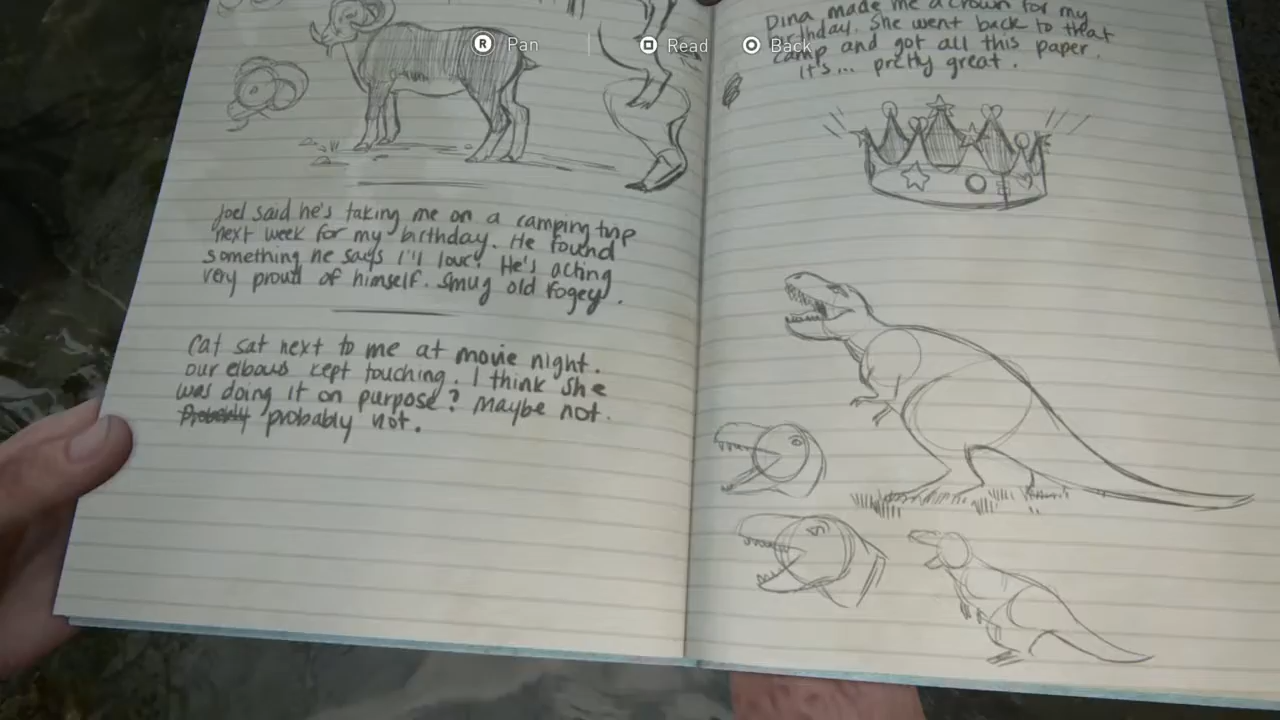 R Pan | Read Back
Joel said he's taking me on a camping trip
next week for my birthday. He found
something he says I'll love. He's acting
very proud of himself. Smug old fogey.
Cat sat next to me at movie night.
our elbows kept touching. I think she
was doing it on purpose? Maybe not.
Probably probably not.
Dina made me a crown for my
birthday. She went back to that
camp and got all this paper.
It's... pretty great.